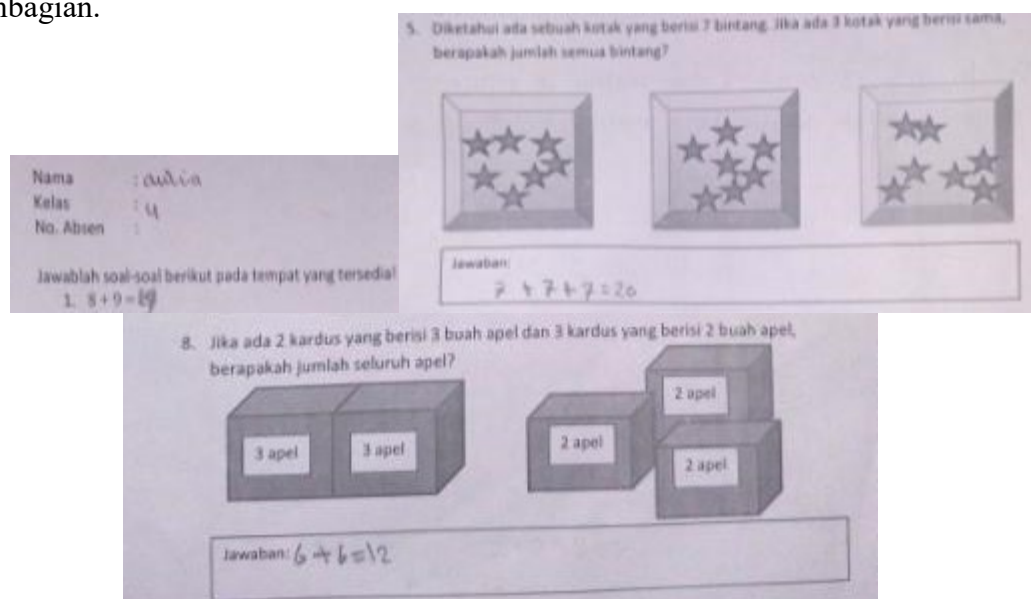 nbagian.
5. Diketahui ada sebuah kotak yang berisi 7 bintang. Jika ada 3 kotak yang berisi sama,
berapakah jumlah semua bintang?
Jawaban:
7 + 7 + 7 = 20
Nama :
Kelas : 4
No. Absen :
Jawablah soal-soal berikut pada tempat yang tersedia!
1. 8 + 9 =
8. Jika ada 2 kardus yang berisi 3 buah apel dan 3 kardus yang berisi 2 buah apel,
berapakah jumlah seluruh apel?
3 apel
3 apel
2 apel
2 apel
2 apel
Jawaban: 6 + 6 = 12